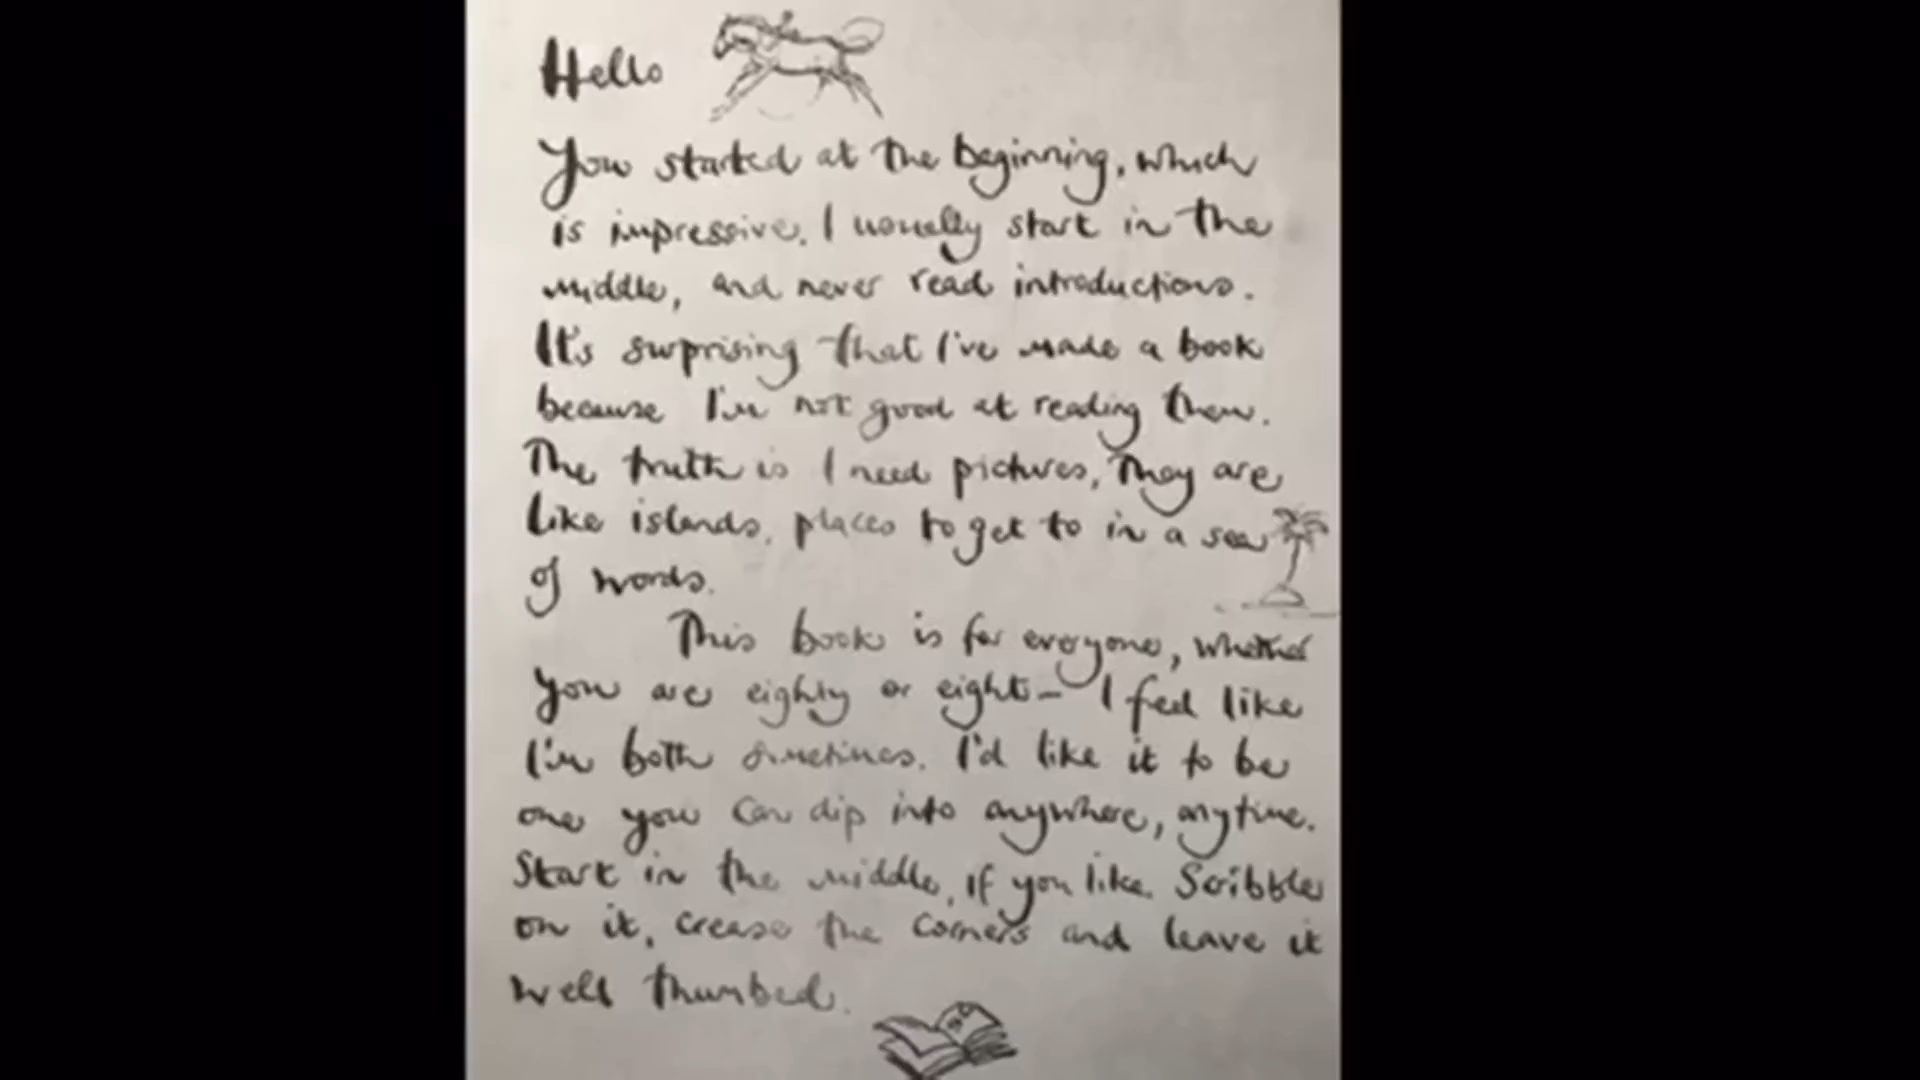 Hello
You started at the beginning, which
is impressive. I usually start in the
middle, and never read introductions.
It's surprising that I've made a book
because I'm not good at reading them.
The truth is I need pictures, They are
like islands, places to get to in a sea
of words.
This book is for everyone, whether
you are eighty or eight – I feel like
I'm both sometimes. I'd like it to be
one you can dip into anywhere, anytime.
Start in the middle, if you like. Scribble
on it, crease the corners and leave it
well thumbed.